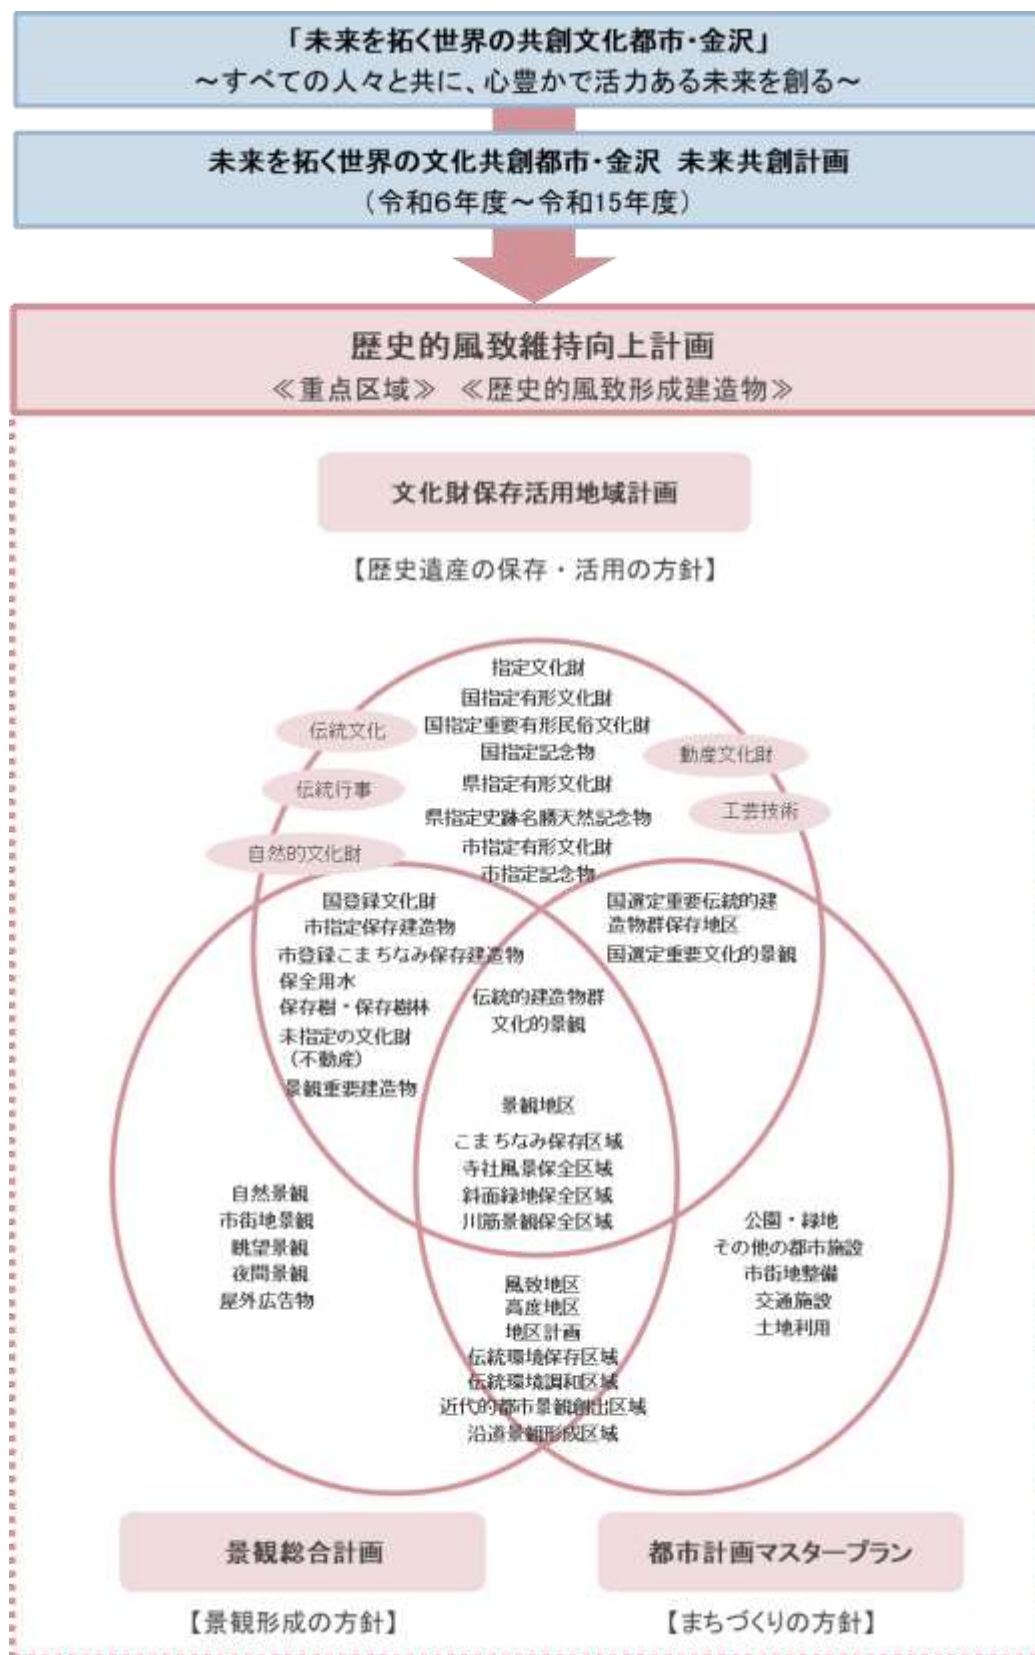 「未来を拓く世界の共創文化都市・金沢」
～すべての人々と共に、心豊かで活力ある未来を創る～
未来を拓く世界の文化共創都市・金沢 未来共創計画
（令和6年度～令和15年度）
歴史的風致維持向上計画
≪重点区域≫ ≪歴史的風致形成建造物≫
文化財保存活用地域計画
【歴史遺産の保存・活用の方針】
指定文化財
国指定有形文化財
国指定重要有形民俗文化財
国指定記念物
県指定有形文化財
県指定史跡名勝天然記念物
市指定有形文化財
市指定記念物
伝統文化
伝統行事
自然的文化財
動産文化財
工芸技術
国登録文化財
市指定保存建造物
市登録こまちなみ保存建造物
保全用水
保存樹・保存樹林
未指定の文化財
（不動産）
景観重要建造物
国選定重要伝統的建
造物群保存地区
国選定重要文化的景観
伝統的建造物群
文化的景観
景観地区
こまちなみ保存区域
寺社風景保全区域
斜面緑地保全区域
川筋景観保全区域
自然景観
市街地景観
眺望景観
夜間景観
屋外広告物
公園・緑地
その他の都市施設
市街地整備
交通施設
土地利用
風致地区
高度地区
地区計画
伝統環境保存区域
伝統環境調和区域
近代的都市景観創出区域
沿道景観形成区域
景観総合計画
【景観形成の方針】
都市計画マスタープラン
【まちづくりの方針】